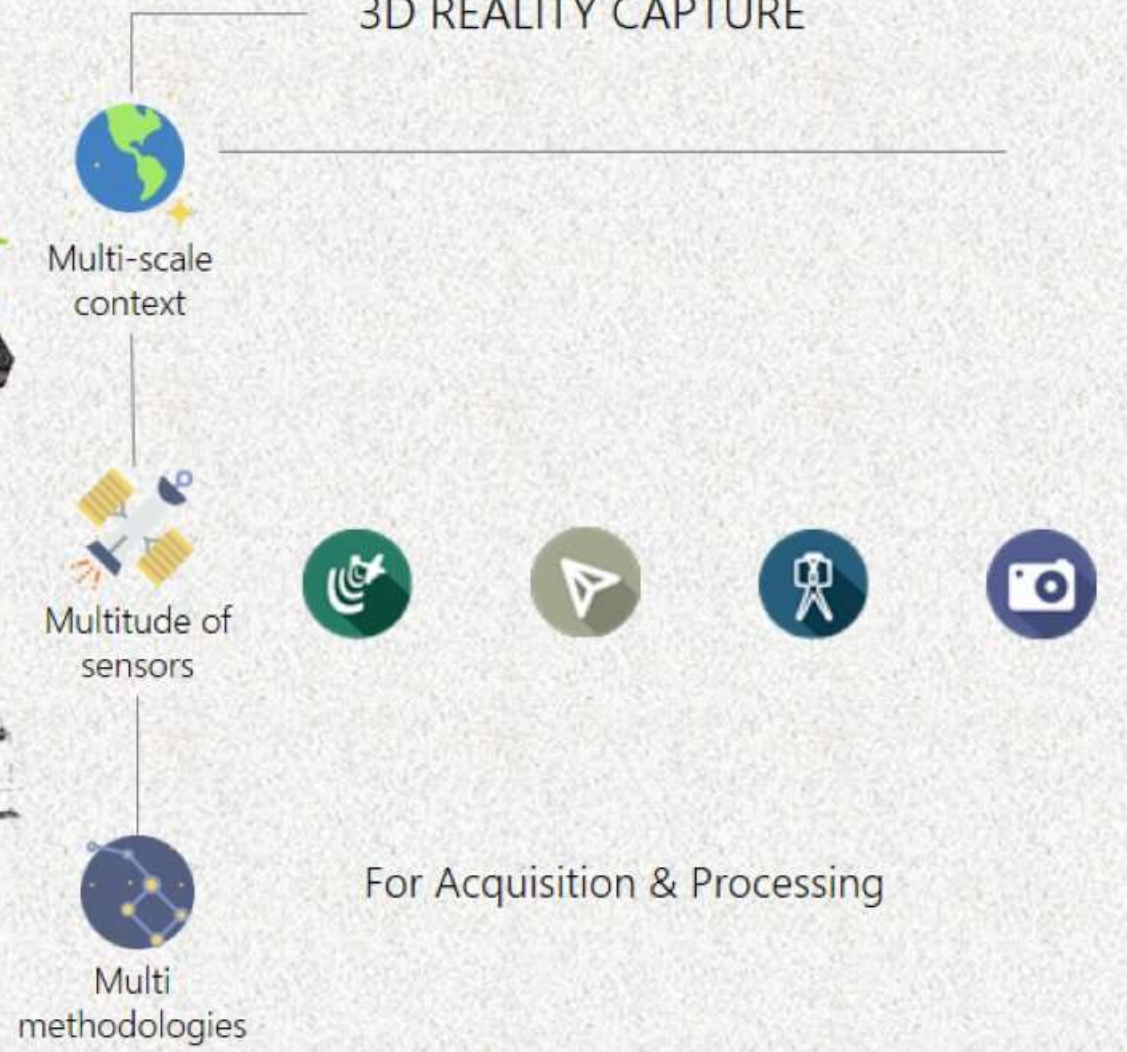 3D REALITY CAPTURE
Multi-scale
context
Multitude of
sensors
For Acquisition & Processing
Multi
methodologies